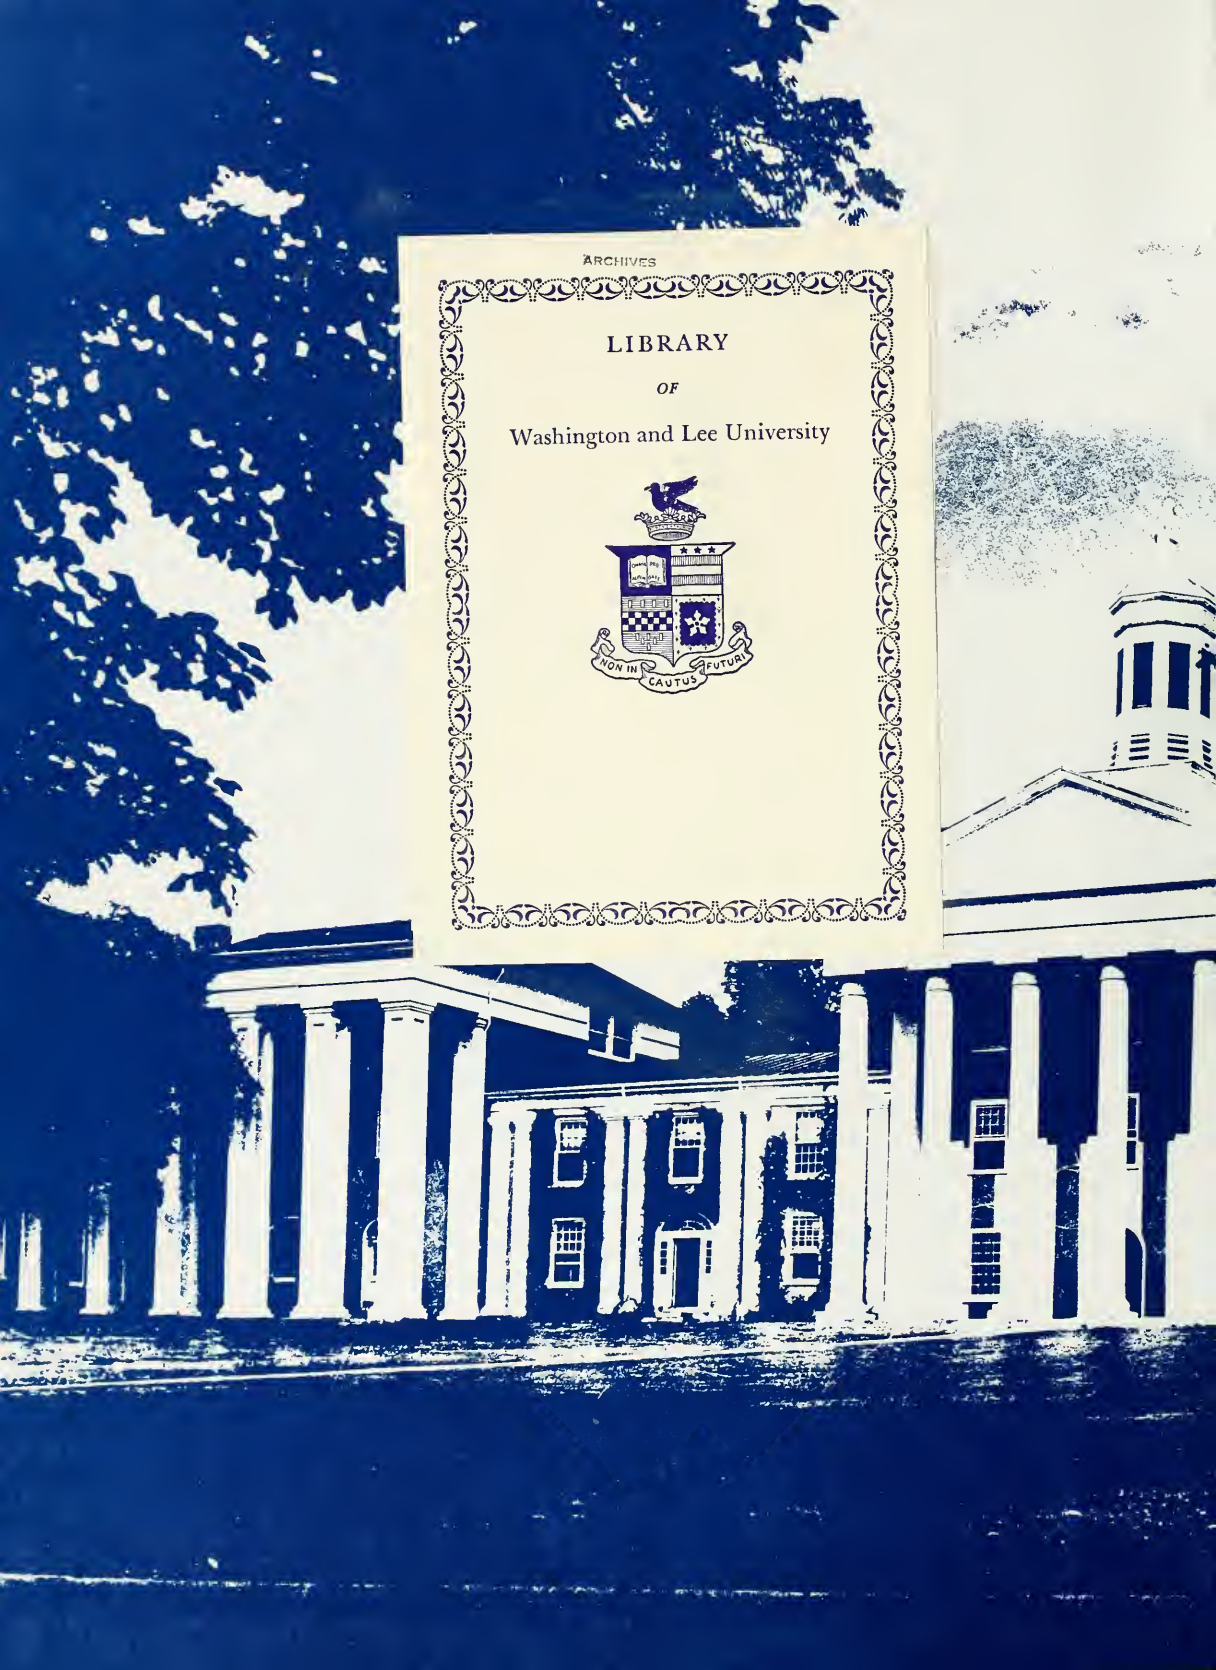 ARCHIVES
LIBRARY
OF
Washington and Lee University
NON IN
CAUTUS
FUTURI